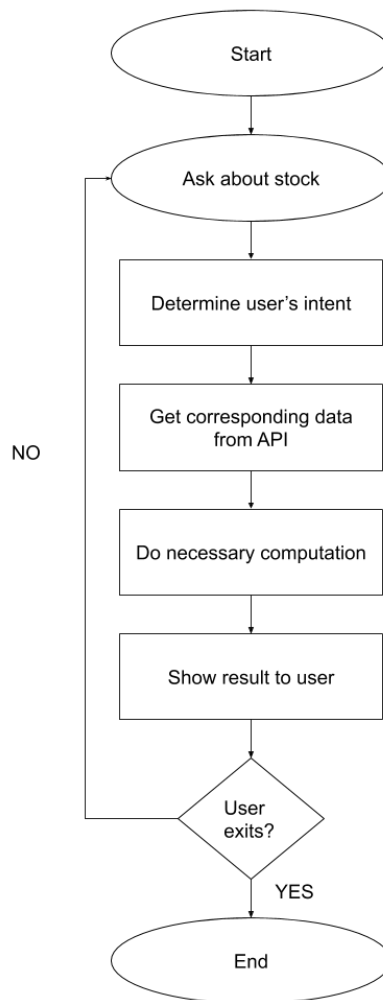 Start
Ask about stock
Determine user's intent
Get corresponding data
from API
NO
Do necessary computation
Show result to user
User
exits?
YES
End